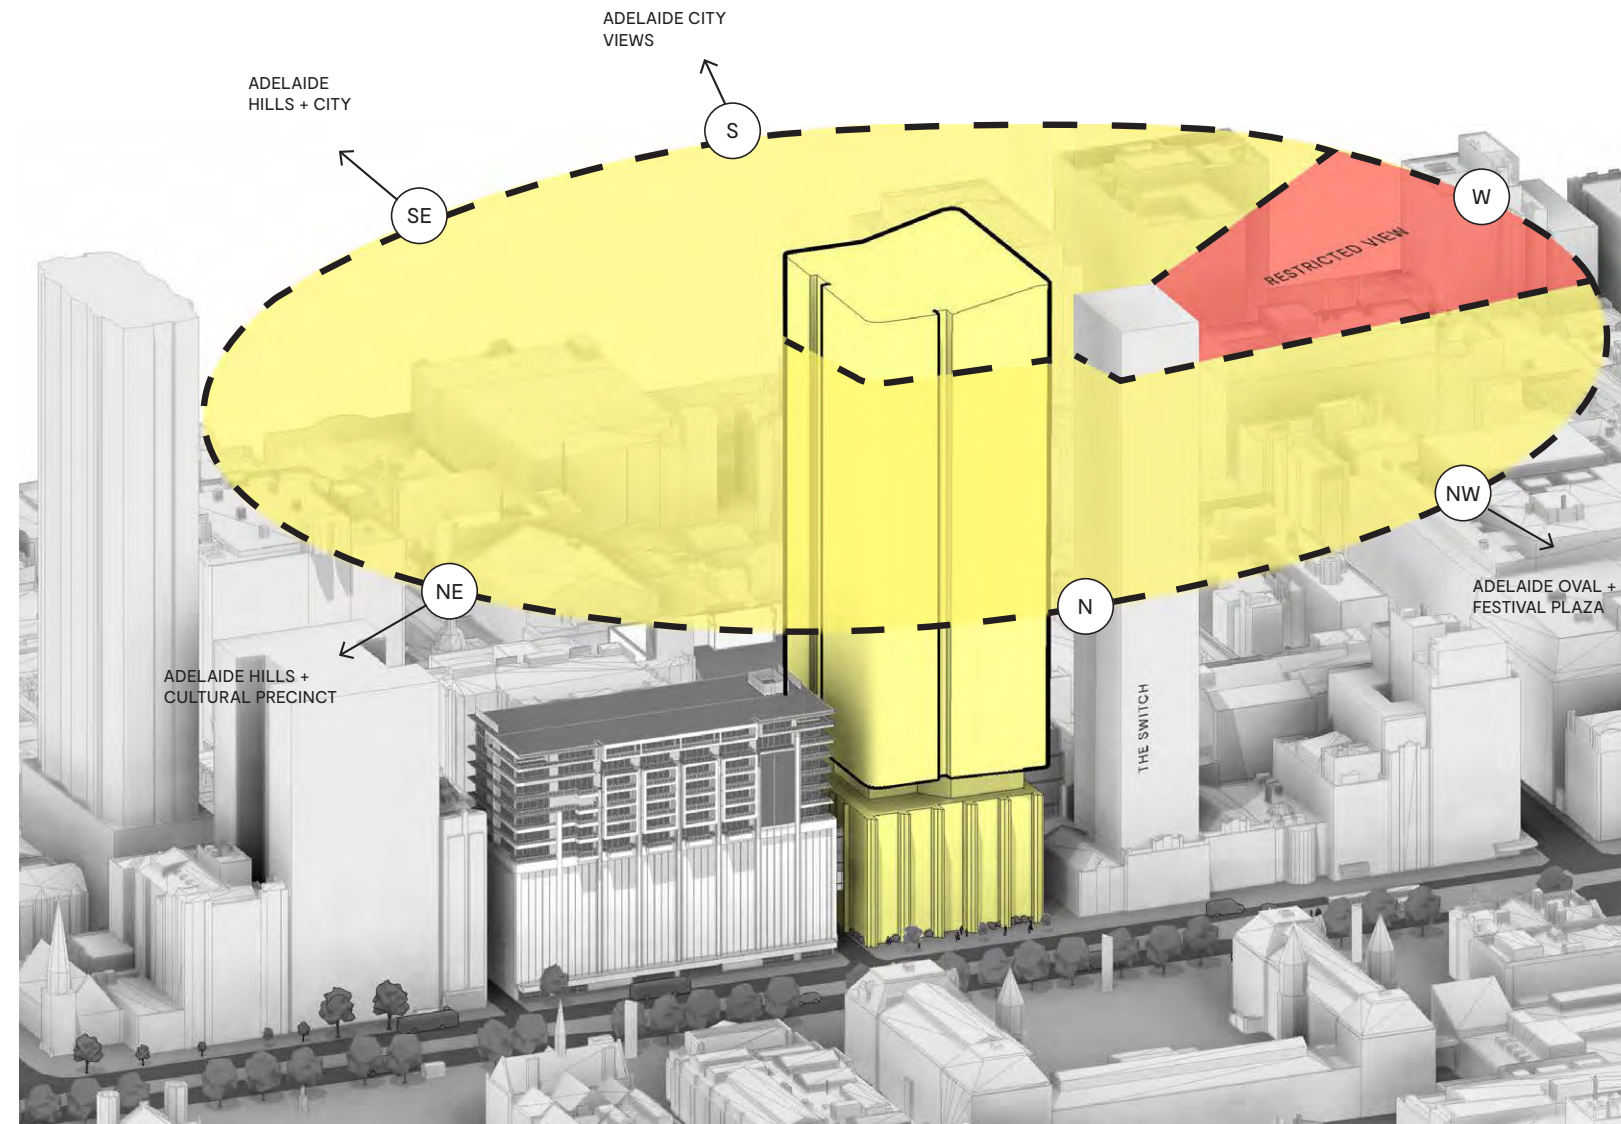 ADELAIDE CITY
VIEWS
ADELAIDE
HILLS + CITY
S
SE
W
RESTRICTED VIEW
NW
ADELAIDE OVAL +
FESTIVAL PLAZA
NE
N
ADELAIDE HILLS +
CULTURAL PRECINCT
THE SWITCH